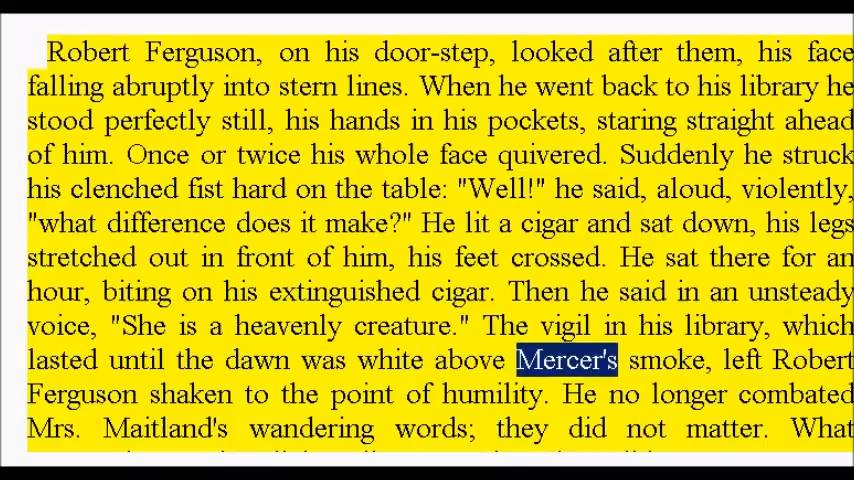 Robert Ferguson, on his door-step, looked after them, his face
falling abruptly into stern lines. When he went back to his library he
stood perfectly still, his hands in his pockets, staring straight ahead
of him. Once or twice his whole face quivered. Suddenly he struck
his clenched fist hard on the table: "Well!" he said, aloud, violently,
"what difference does it make?" He lit a cigar and sat down, his legs
stretched out in front of him, his feet crossed. He sat there for an
hour, biting on his extinguished cigar. Then he said in an unsteady
voice, "She is a heavenly creature." The vigil in his library, which
lasted until the dawn was white above Mercer's smoke, left Robert
Ferguson shaken to the point of humility. He no longer combated
Mrs. Maitland's wandering words; they did not matter. What